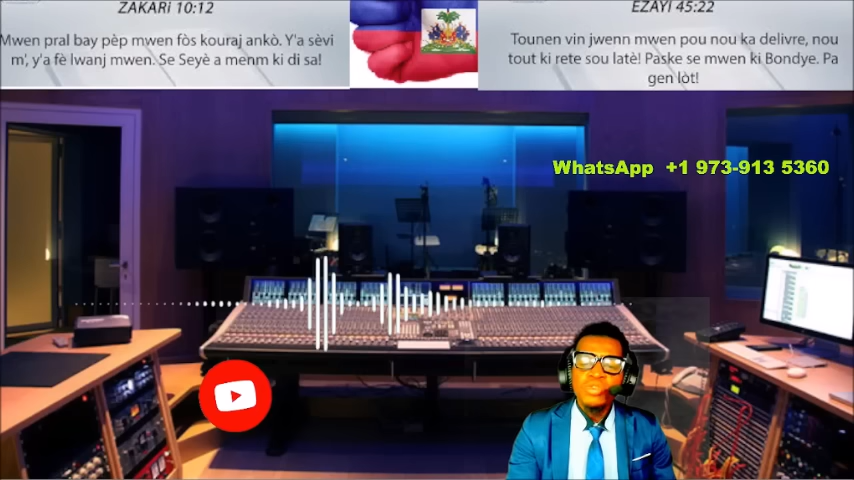 ZAKARi 10:12
Mwen pral bay pèp mwen fòs kouraj ankò. Y'a sèvi
m', y'a fè lwanj mwen. Se Seyè a menm ki di sa!
EZAYI 45:22
Tounen vin jwenn mwen pou nou ka delivre, nou
tout ki rete sou latè! Paske se mwen ki Bondye. Pa
gen lòt!
WhatsApp +1 973-913 5360